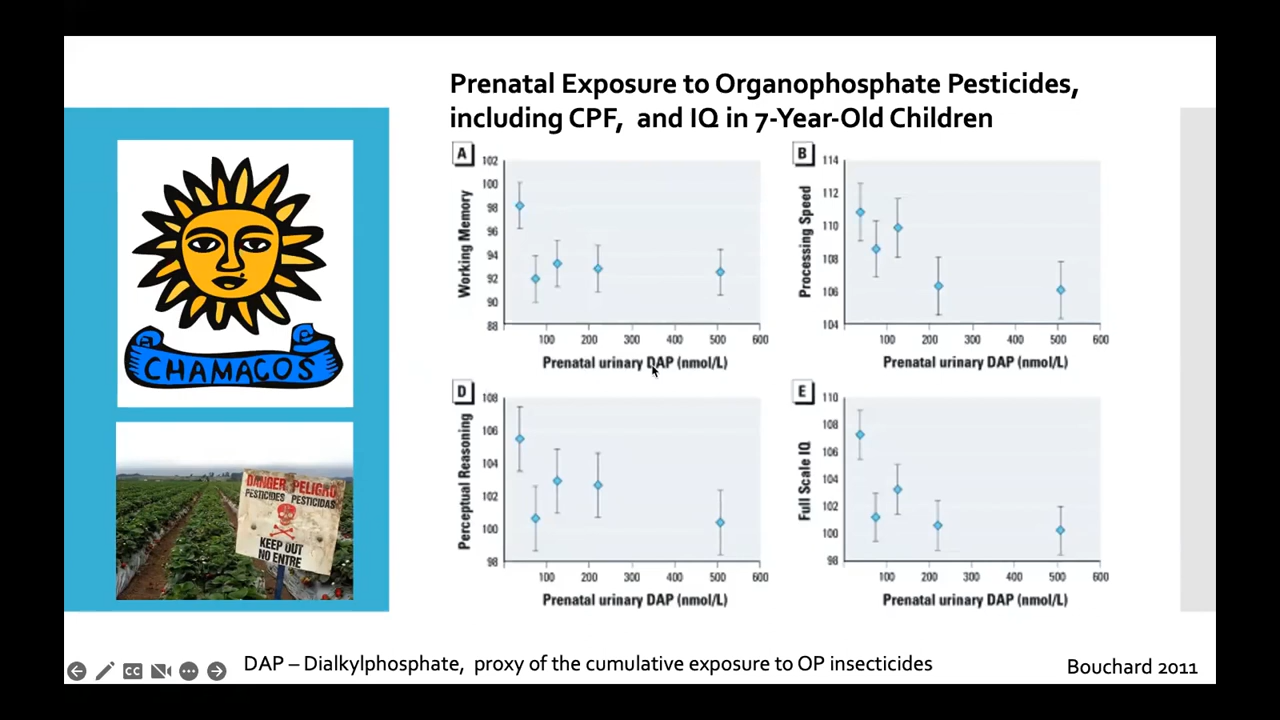 Prenatal Exposure to Organophosphate Pesticides,
including CPF, and IQ in 7-Year-Old Children
CHAMACOS
DANGER PELIGRO
PESTICIDES PESTICIDAS
KEEP OUT
NO ENTRE
A
Working Memory
102
100
98
96
94
92
90
88
100 200 300 400 500 600
Prenatal urinary DAP (nmol/L)
B
Processing Speed
114
112
110
108
106
104
100 200 300 400 500 600
Prenatal urinary DAP (nmol/L)
D
Perceptual Reasoning
108
106
104
102
100
98
100 200 300 400 500 600
Prenatal urinary DAP (nmol/L)
E
Full Scale IQ
110
108
106
104
102
100
98
100 200 300 400 500 600
Prenatal urinary DAP (nmol/L)
CC
DAP – Dialkylphosphate, proxy of the cumulative exposure to OP insecticides
Bouchard 2011